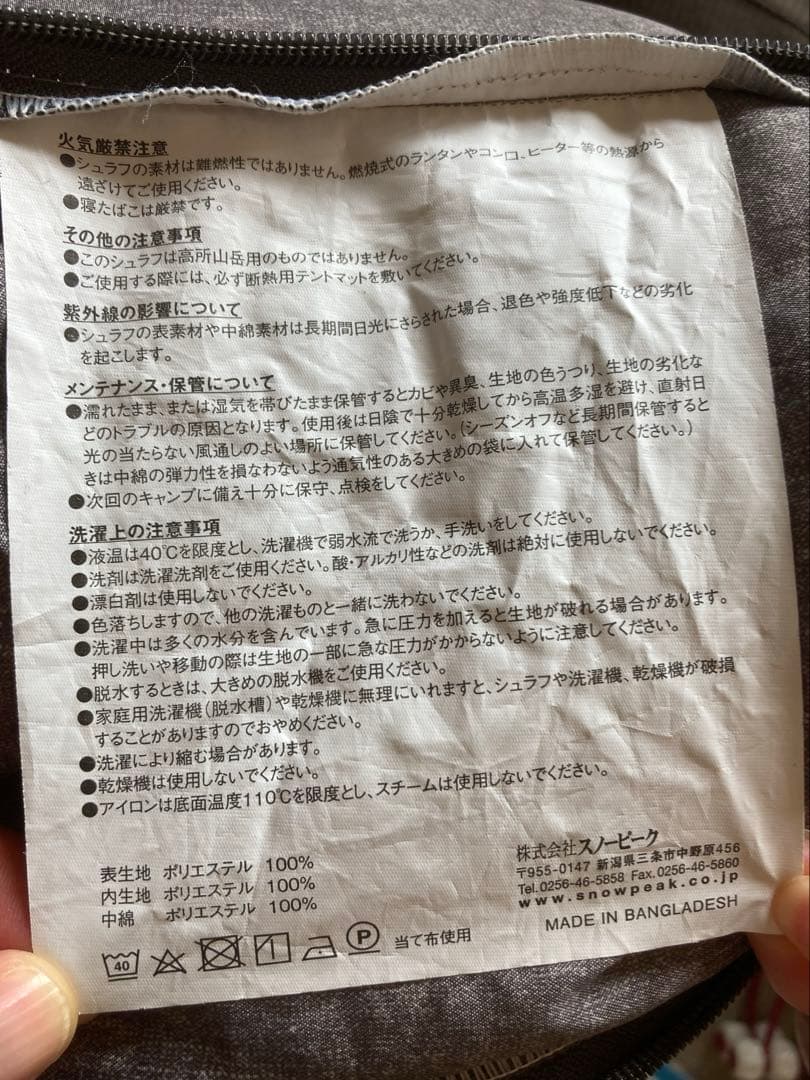 火気厳禁注意
●シュラフの素材は難燃性ではありません。燃焼式のランタンやコンロ、ヒーター等の熱源から
遠ざけてご使用ください。
●寝たばこは厳禁です。
その他の注意事項
●このシュラフは高所山岳用のものではありません。
●ご使用する際には、必ず断熱用テントマットを敷いてください。
紫外線の影響について
●シュラフの表素材や中綿素材は長期間日光にさらされた場合、退色や強度低下などの劣化
を起こします。
メンテナンス・保管について
●濡れたまま、または湿気を帯びたまま保管するとカビや異臭、生地の色うつり、生地の劣化な
どのトラブルの原因となります。使用後は日陰で十分乾燥してから高温多湿を避け、直射日
光の当たらない風通しのよい場所に保管してください。(シーズンオフなど長期間保管すると
きは中綿の弾力性を損なわないよう通気性のある大きめの袋に入れて保管してください。)
●次回のキャンプに備え十分に保守、点検をしてください。
洗濯上の注意事項
●液温は40℃を限度とし、洗濯機で弱水流で洗うか、手洗いをしてください。
●洗剤は洗濯洗剤をご使用ください。酸・アルカリ性などの洗剤は絶対に使用しないでください。
●漂白剤は使用しないでください。
●色落ちしますので、他の洗濯ものと一緒に洗わないでください。
●洗濯中は多くの水分を含んでいます。急に圧力を加えると生地が破れる場合があります。
押し洗いや移動の際は生地の一部に急な圧力がかからないように注意してください。
●脱水するときは、大きめの脱水機をご使用ください。
●家庭用洗濯機(脱水槽)や乾燥機に無理にいれますと、シュラフや洗濯機、乾燥機が破損
することがありますのでおやめください。
●洗濯により縮む場合があります。
●乾燥機は使用しないでください。
●アイロンは底面温度110℃を限度とし、スチームは使用しないでください。
表生地 ポリエステル 100%
内生地 ポリエステル 100%
中綿 ポリエステル 100%
40 P 当て布使用
株式会社スノーピーク
〒955-0147 新潟県三条市中野原456
Tel.0256-46-5858 Fax.0256-46-5860
www.snowpeak.co.jp
MADE IN BANGLADESH